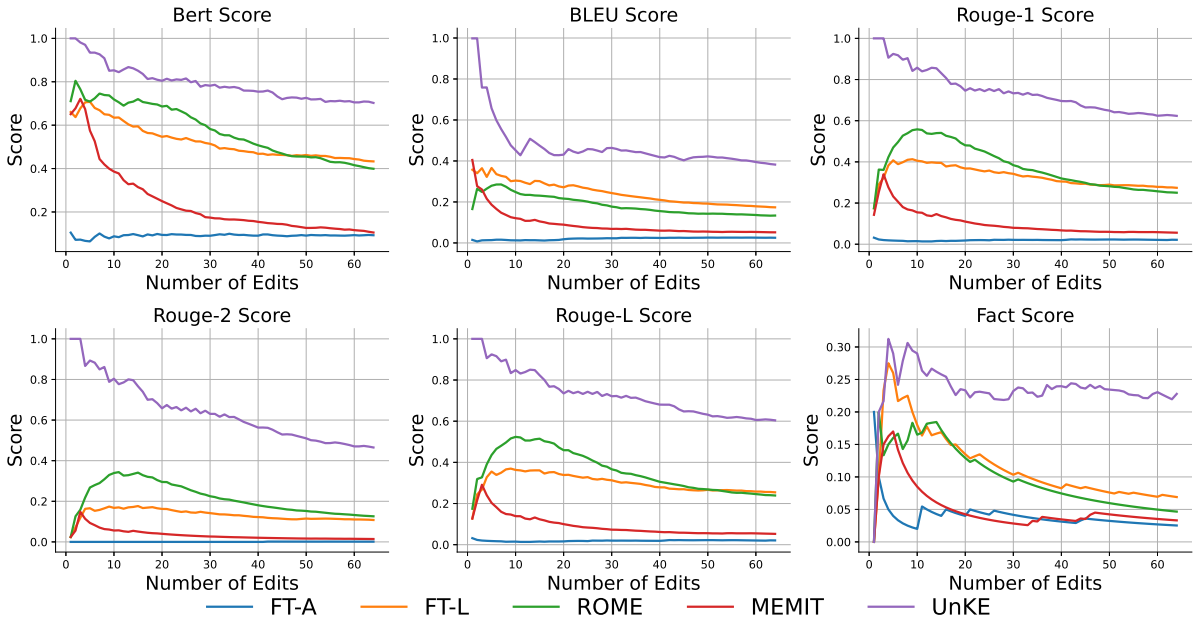 Bert Score
BLEU Score
Rouge-1 Score
1.0
0.8
0.6
0.4
0.2
Score
0 10 20 30 40 50 60
Number of Edits
1.0
0.8
0.6
0.4
0.2
0.0
Score
0 10 20 30 40 50 60
Number of Edits
1.0
0.8
0.6
0.4
0.2
0.0
Score
0 10 20 30 40 50 60
Number of Edits
Rouge-2 Score
Rouge-L Score
Fact Score
1.0
0.8
0.6
0.4
0.2
0.0
Score
0 10 20 30 40 50 60
Number of Edits
1.0
0.8
0.6
0.4
0.2
0.0
Score
0 10 20 30 40 50 60
Number of Edits
0.30
0.25
0.20
0.15
0.10
0.05
0.00
Score
0 10 20 30 40 50 60
Number of Edits
FT-A FT-L ROME MEMIT UnKE